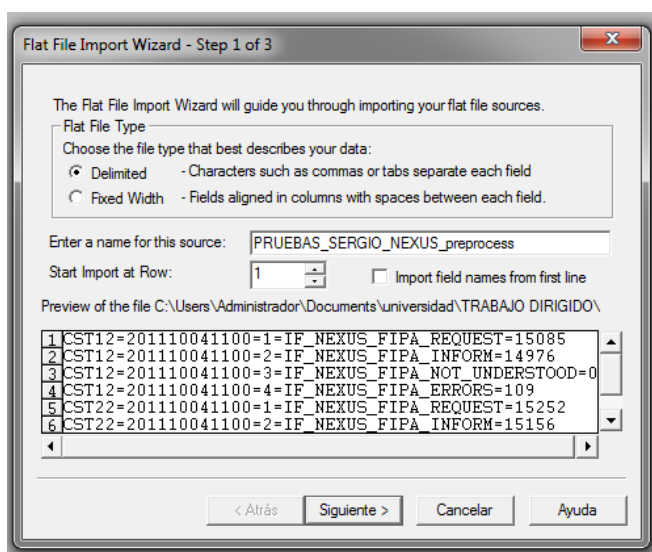 Flat File Import Wizard - Step 1 of 3
The Flat File Import Wizard will guide you through importing your flat file sources.
Flat File Type
Choose the file type that best describes your data:
Delimited - Characters such as commas or tabs separate each field
Fixed Width - Fields aligned in columns with spaces between each field.
Enter a name for this source: PRUEBAS_SERGIO_NEXUS_preprocess
Start Import at Row: 1 Import field names from first line
Preview of the file C:\Users\Administrador\Documents\universidad\TRABAJO DIRIGIDO\
1 CST12=201110041100=1=IF_NEXUS_FIPA_REQUEST=15085
2 CST12=201110041100=2=IF_NEXUS_FIPA_INFORM=14976
3 CST12=201110041100=3=IF_NEXUS_FIPA_NOT_UNDERSTOOD=0
4 CST12=201110041100=4=IF_NEXUS_FIPA_ERRORS=109
5 CST22=201110041100=1=IF_NEXUS_FIPA_REQUEST=15252
6 CST22=201110041100=2=IF_NEXUS_FIPA_INFORM=15156
< Atrás Siguiente > Cancelar Ayuda